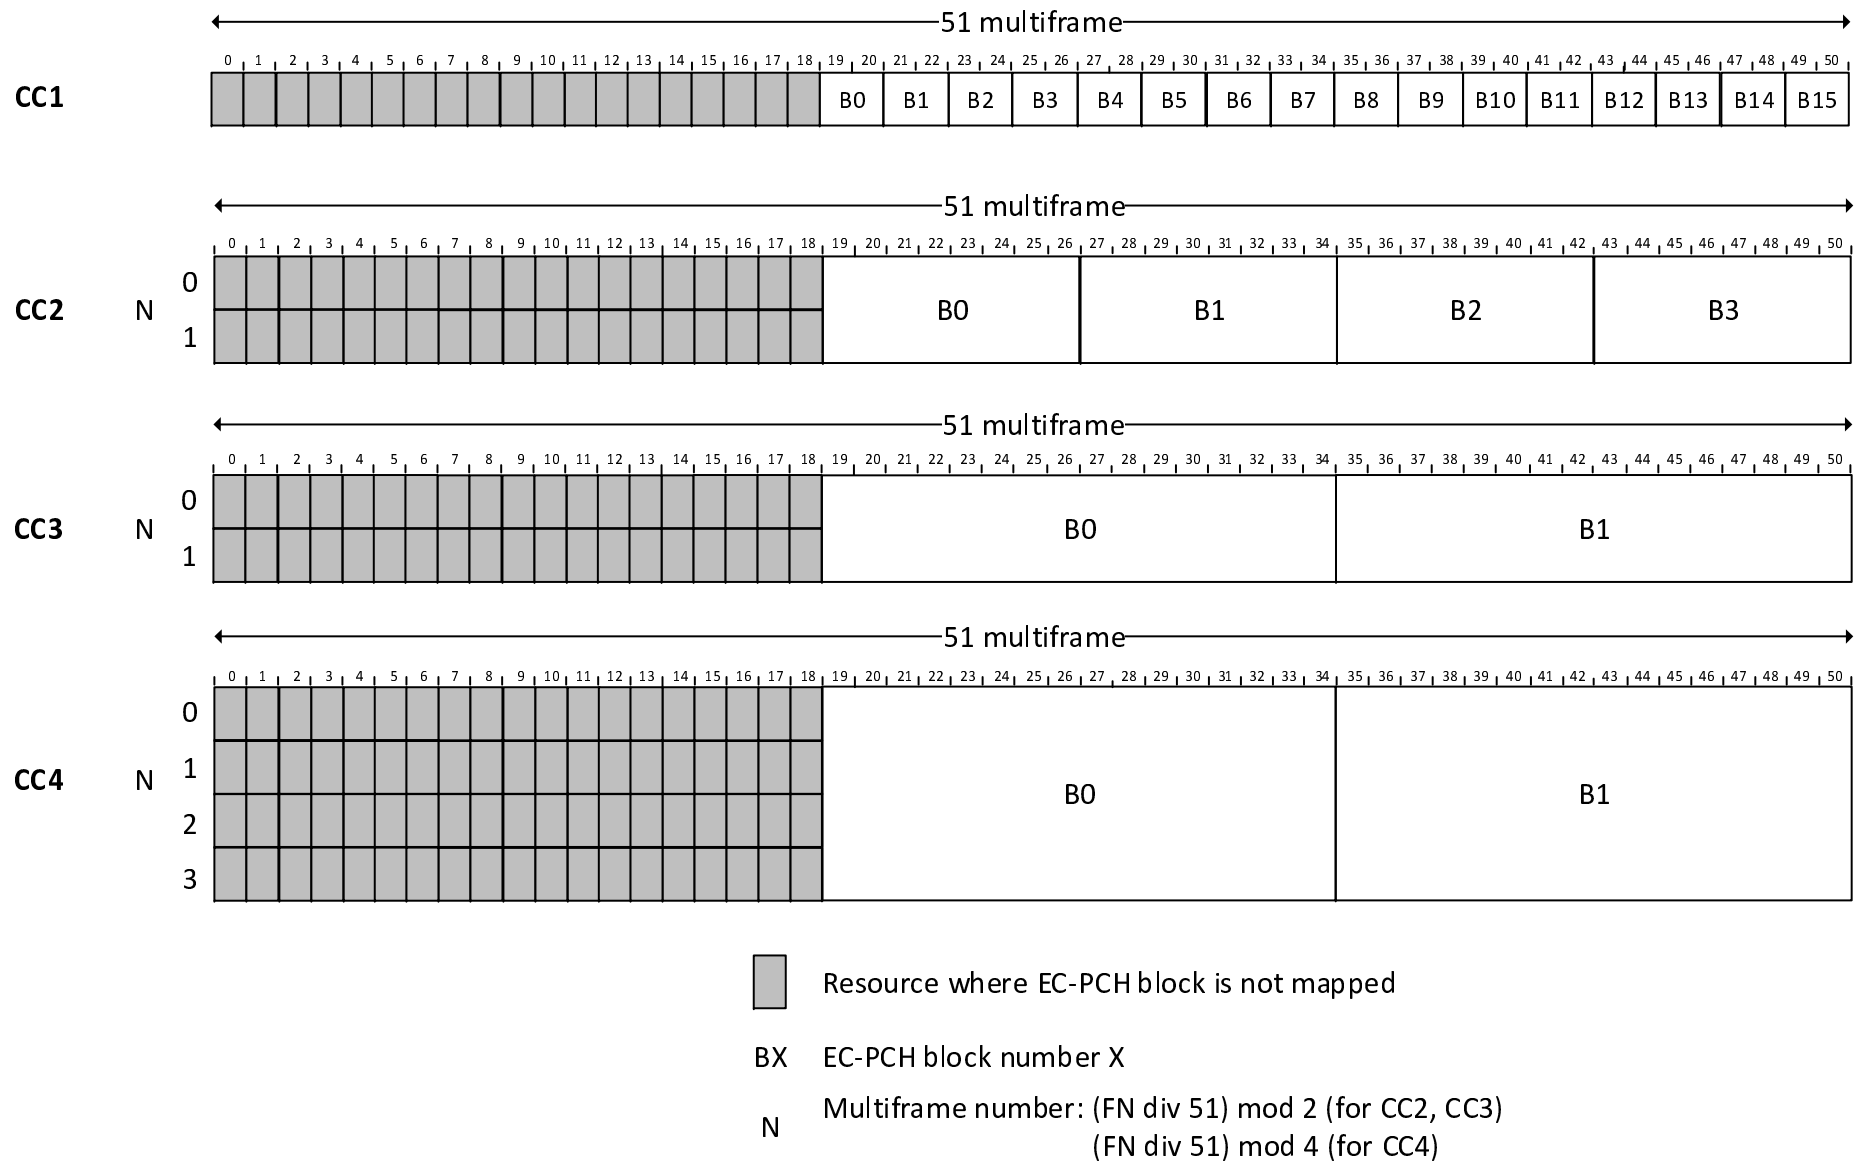 51 multiframe
0 1 2 3 4 5 6 7 8 9 10 11 12 13 14 15 16 17 18 19 20 21 22 23 24 25 26 27 28 29 30 31 32 33 34 35 36 37 38 39 40 41 42 43 44 45 46 47 48 49 50
CC1 B0 B1 B2 B3 B4 B5 B6 B7 B8 B9 B10 B11 B12 B13 B14 B15
51 multiframe
0 1 2 3 4 5 6 7 8 9 10 11 12 13 14 15 16 17 18 19 20 21 22 23 24 25 26 27 28 29 30 31 32 33 34 35 36 37 38 39 40 41 42 43 44 45 46 47 48 49 50
0
CC2 N B0 B1 B2 B3
1
51 multiframe
0 1 2 3 4 5 6 7 8 9 10 11 12 13 14 15 16 17 18 19 20 21 22 23 24 25 26 27 28 29 30 31 32 33 34 35 36 37 38 39 40 41 42 43 44 45 46 47 48 49 50
0
CC3 N B0 B1
1
51 multiframe
0 1 2 3 4 5 6 7 8 9 10 11 12 13 14 15 16 17 18 19 20 21 22 23 24 25 26 27 28 29 30 31 32 33 34 35 36 37 38 39 40 41 42 43 44 45 46 47 48 49 50
0
1
CC4 N B0 B1
2
3
Resource where EC-PCH block is not mapped
BX EC-PCH block number X
N Multiframe number: (FN div 51) mod 2 (for CC2, CC3)
(FN div 51) mod 4 (for CC4)